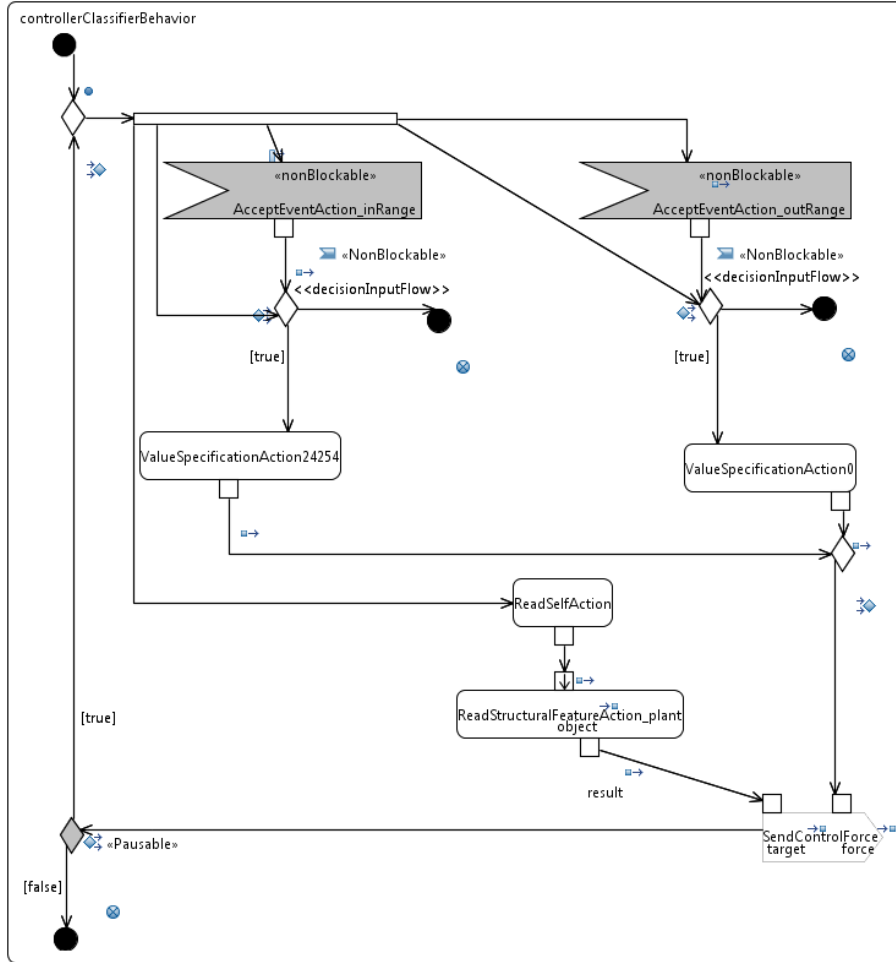 controllerClassifierBehavior
«nonBlockable»
AcceptEventAction_inRange
«nonBlockable»
AcceptEventAction_outRange
«NonBlockable»
<<decisionInputFlow>>
«NonBlockable»
<<decisionInputFlow>>
[true]
[true]
ValueSpecificationAction24254
ValueSpecificationAction0
ReadSelfAction
ReadStructuralFeatureAction_plant
object
[true]
result
SendControlForce
target
force
«Pausable»
[false]